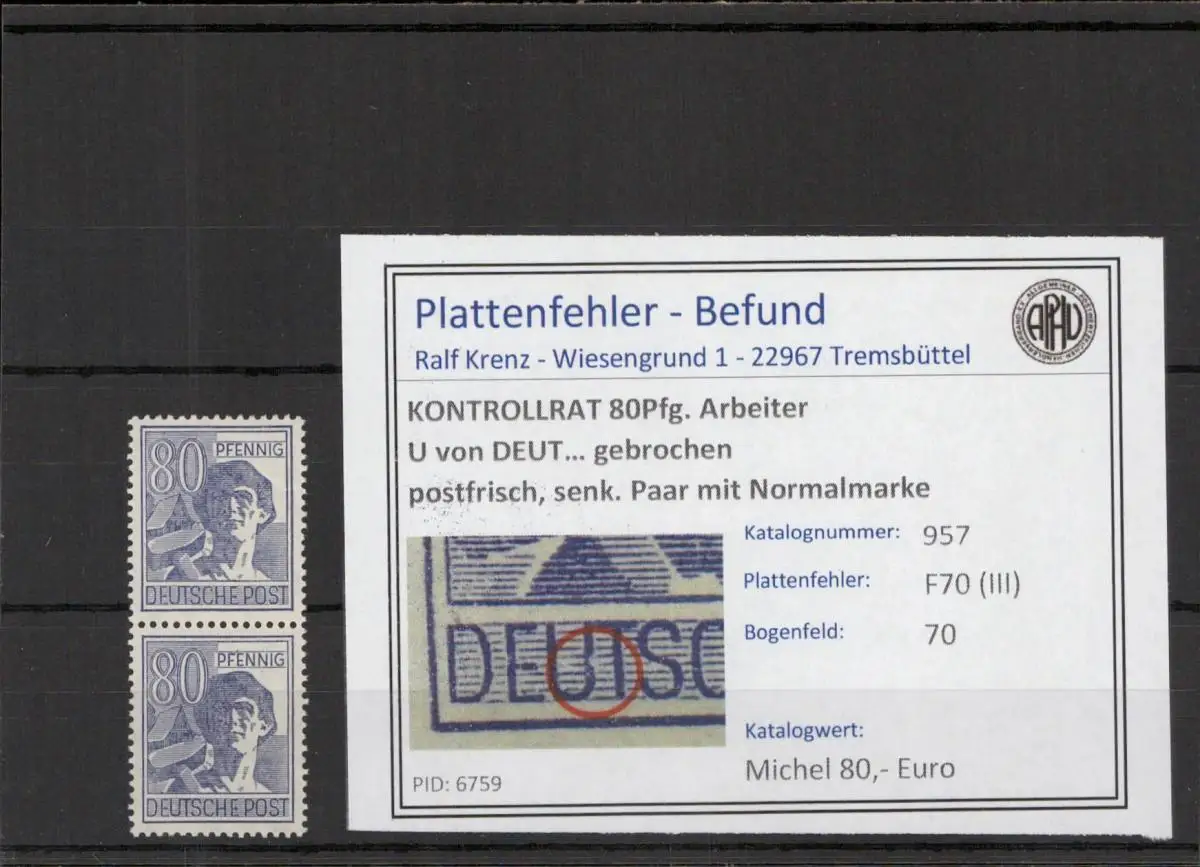 80 PFENNIG
DEUTSCHE POST
80 PFENNIG
DEUTSCHE POST
Plattenfehler - Befund
Ralf Krenz - Wiesengrund 1 - 22967 Tremsbüttel
APHV
KONTROLLRAT 80Pfg. Arbeiter
U von DEUT... gebrochen
postfrisch, senk. Paar mit Normalmarke
DEUTSC
Katalognummer: 957
Plattenfehler: F70 (III)
Bogenfeld: 70
Katalogwert:
Michel 80,- Euro
PID: 6759